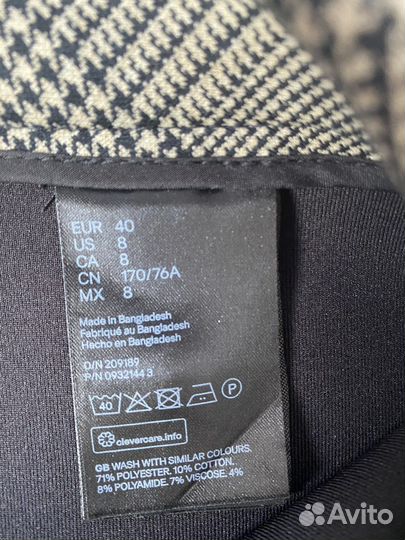 EUR 40
US 8
CA 8
CN 170/76A
MX 8
Made in Bangladesh
Fabriqué au Bangladesh
Hecho en Bangladesh
O/N 209189
P/N 0932144 3
40 P
clevercare.info
GB WASH WITH SIMILAR COLOURS.
71% POLYESTER. 10% COTTON.
8% POLYAMIDE. 7% VISCOSE. 4%
Avito